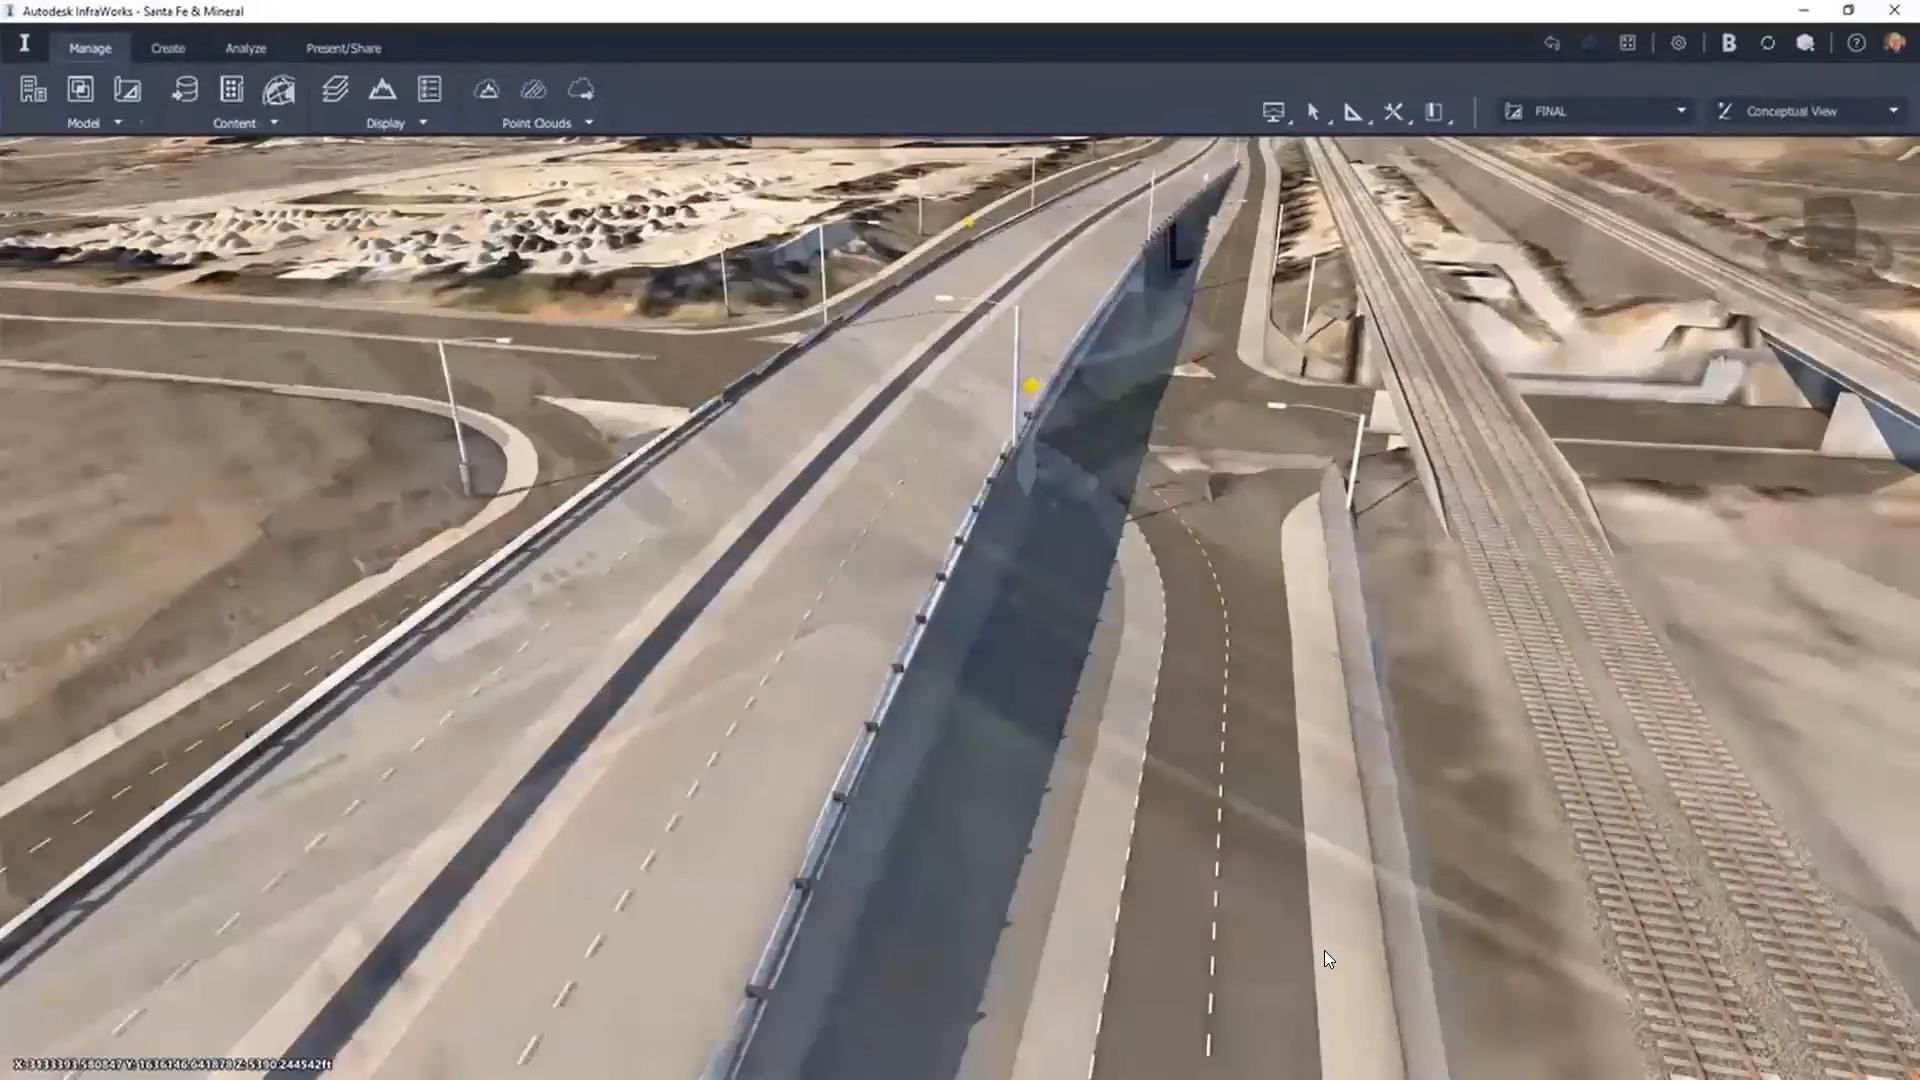 Autodesk InfraWorks - Santa Fe & Mineral
Manage Create Analyze Present/Share
Model Content Display Point Clouds
FINAL Conceptual View